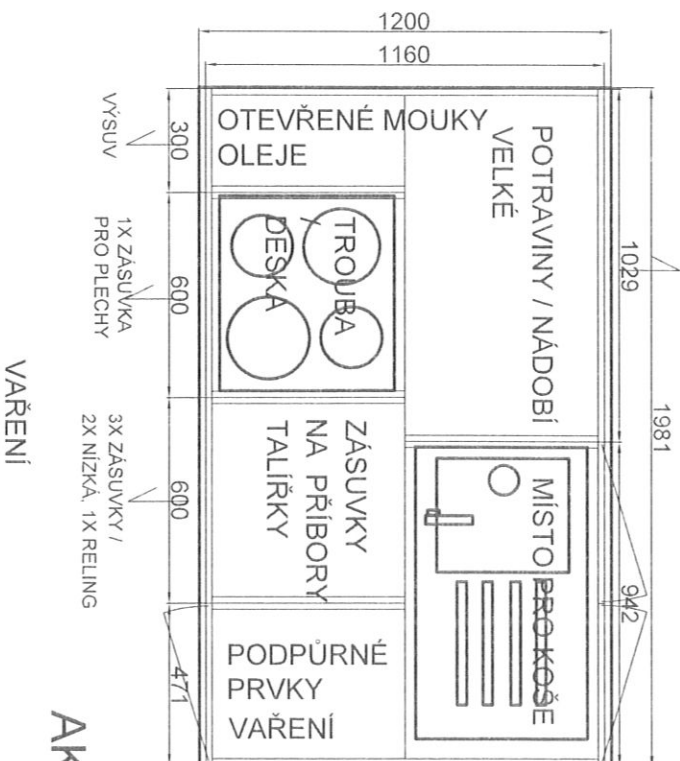 1200
1160
OTEVŘENÉ MOUKY
OLEJE
POTRAVINY / NÁDOBÍ
VELKÉ
300
VÝSUV
TROUBA
DESKA
600
1X ZÁSUVKA
PRO PLECHY
1029
1981
ZÁSUVKY
NA PŘÍBORY
TALÍŘKY
600
3X ZÁSUVKY /
2X NÍZKÁ, 1X RELING
MÍSTO PRO KOŠE
942
PODPŮRNÉ
PRVKY
VAŘENÍ
471
VAŘENÍ
AK